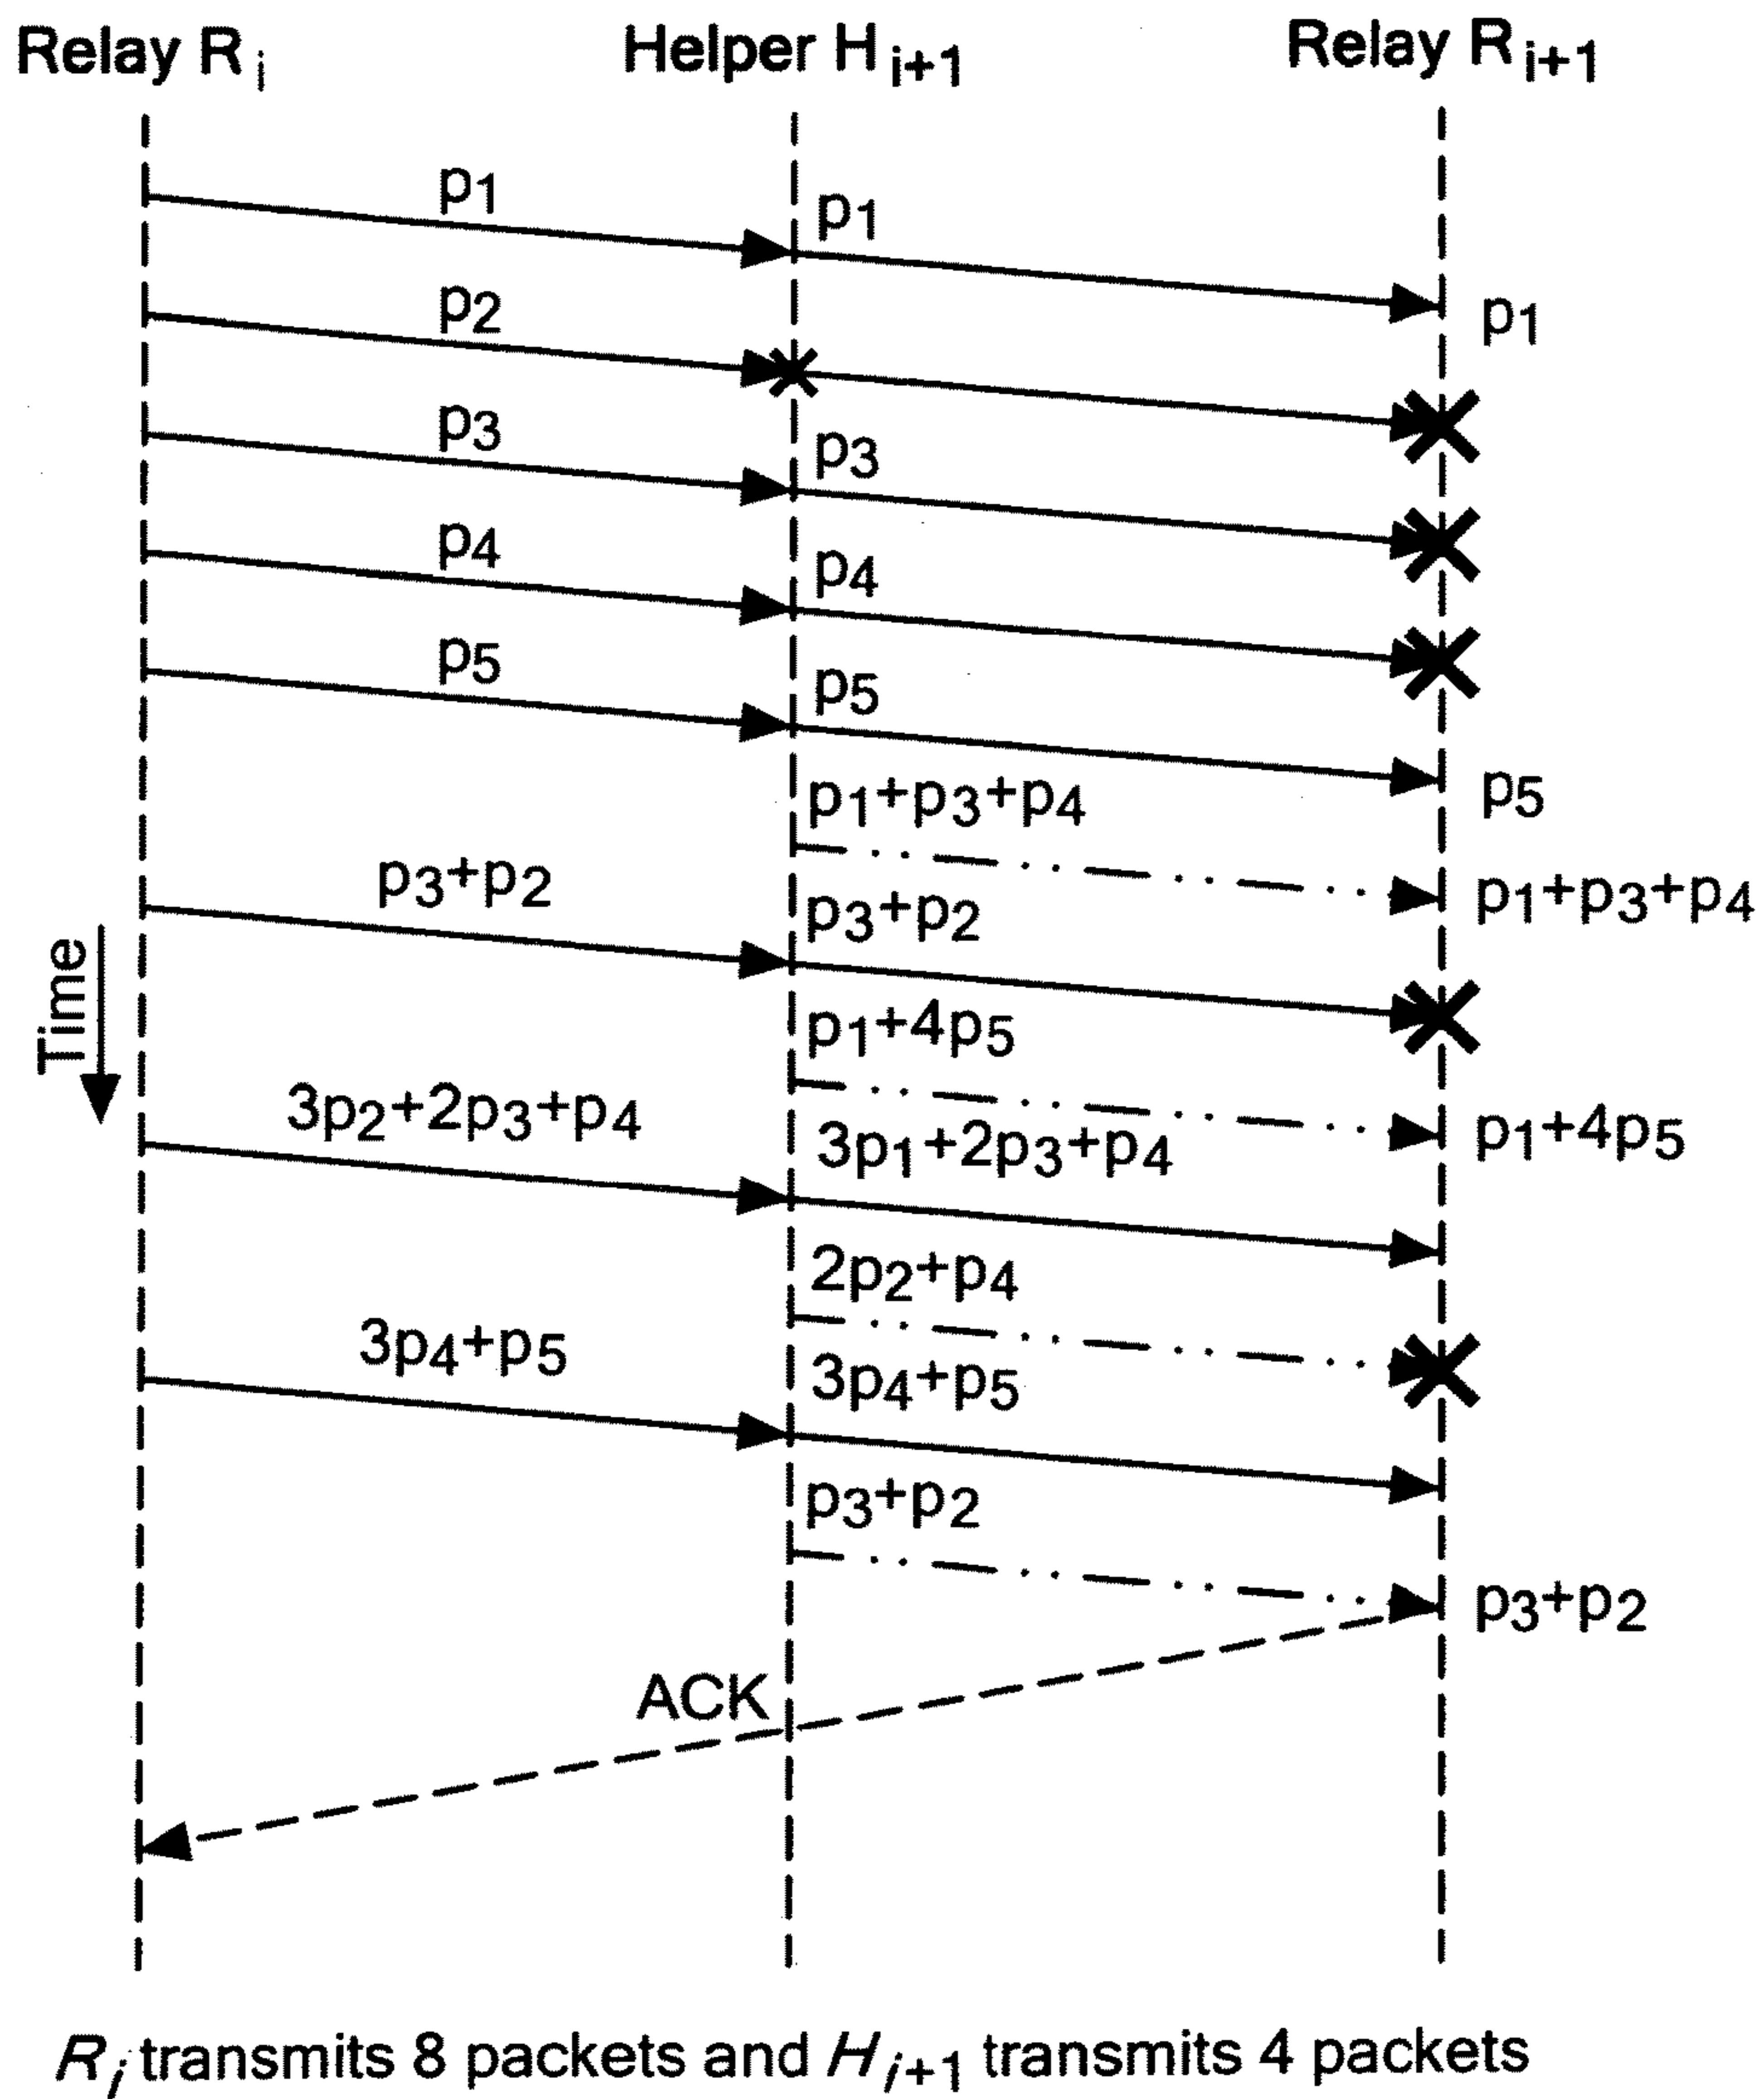 Relay R i
Helper H i+1
Relay R i+1
p1
p1
p1
p2
p3
p3
p4
p4
p5
p5
p5
p1+p3+p4
p1+p3+p4
p3+p2
p3+p2
Time
p1+4p5
p1+4p5
3p2+2p3+p4
3p1+2p3+p4
2p2+p4
3p4+p5
3p4+p5
p3+p2
p3+p2
ACK
Ri transmits 8 packets and Hi+1 transmits 4 packets